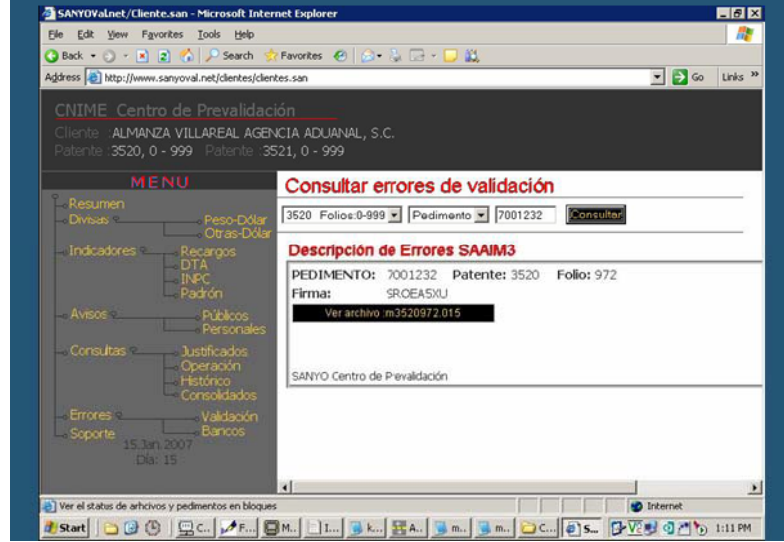 SANYOValnet/Cliente.san - Microsoft Internet Explorer
File Edit View Favorites Tools Help
Back Search Favorites
Address http://www.sanyoval.net/clientes/clientes.san Go Links »
CNIME Centro de Prevalidación
Cliente :ALMANZA VILLAREAL AGENCIA ADUANAL, S.C.
Patente :3520, 0 - 999 Patente :3521, 0 - 999
MENU
Resumen
Divisas Peso-Dólar
Otras-Dólar
Indicadores Recargos
DTA
INPC
Padrón
Avisos Públicos
Personales
Consultas Justificados
Operación
Histórico
Consolidados
Errores Validación
Soporte Bancos
15.Jan.2007
Día: 15
Consultar errores de validación
3520 Folios:0-999 Pedimento 7001232 Consultar
Descripción de Errores SAAIM3
PEDIMENTO: 7001232 Patente: 3520 Folio: 972
Firma: SROEA5XU
Ver archivo :m3520972.015
SANYO Centro de Prevalidación
Ver el status de arhcivos y pedmentos en bloques Internet
Start C... F... M... I... k... A... m... m... C... S... 1:11 PM